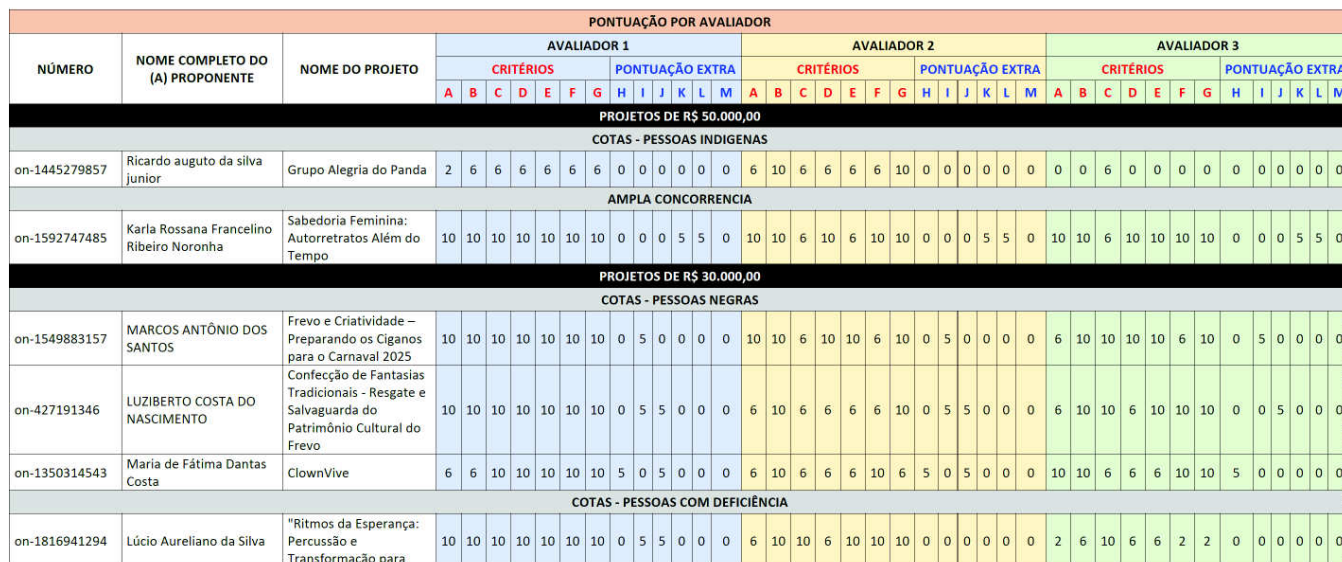 PONTUAÇÃO POR AVALIADOR
NÚMERO NOME COMPLETO DO (A) PROPONENTE NOME DO PROJETO AVALIADOR 1 AVALIADOR 2 AVALIADOR 3
CRITÉRIOS PONTUAÇÃO EXTRA CRITÉRIOS PONTUAÇÃO EXTRA CRITÉRIOS PONTUAÇÃO EXTRA
A B C D E F G H I J K L M A B C D E F G H I J K L M A B C D E F G H I J K L M
PROJETOS DE R$ 50.000,00
COTAS - PESSOAS INDIGENAS
on-1445279857 Ricardo auguto da silva junior Grupo Alegria do Panda 2 6 6 6 6 6 6 0 0 0 0 0 0 6 10 6 6 6 6 10 0 0 0 0 0 0 0 0 6 0 0 0 0 0 0 0 0 0 0
AMPLA CONCORRENCIA
on-1592747485 Karla Rossana Francelino Ribeiro Noronha Sabedoria Feminina: Autorretratos Além do Tempo 10 10 10 10 10 10 10 0 0 0 5 5 0 10 10 6 10 6 10 10 0 0 0 5 5 0 10 10 6 10 10 10 10 0 0 0 5 5 0
PROJETOS DE R$ 30.000,00
COTAS - PESSOAS NEGRAS
on-1549883157 MARCOS ANTÔNIO DOS SANTOS Frevo e Criatividade – Preparando os Ciganos para o Carnaval 2025 10 10 10 10 10 10 10 0 5 0 0 0 0 10 10 6 10 10 6 10 0 5 0 0 0 0 6 10 10 10 10 6 10 0 5 0 0 0 0
on-427191346 LUZIBERTO COSTA DO NASCIMENTO Confecção de Fantasias Tradicionais - Resgate e Salvaguarda do Patrimônio Cultural do Frevo 10 10 10 10 10 10 10 0 5 5 0 0 0 6 10 6 6 6 6 10 0 5 5 0 0 0 6 10 10 6 10 10 10 0 0 5 0 0 0
on-1350314543 Maria de Fátima Dantas Costa ClownVive 6 6 10 10 10 10 10 5 0 5 0 0 0 6 10 6 6 6 10 6 5 0 5 0 0 0 10 10 6 6 6 10 10 5 0 0 0 0 0
COTAS - PESSOAS COM DEFICIÊNCIA
on-1816941294 Lúcio Aureliano da Silva "Ritmos da Esperança: Percussão e Transformação para 10 10 10 10 10 10 10 0 5 5 0 0 0 6 10 10 6 10 10 10 0 0 0 0 0 0 2 6 10 6 6 2 2 0 0 0 0 0 0